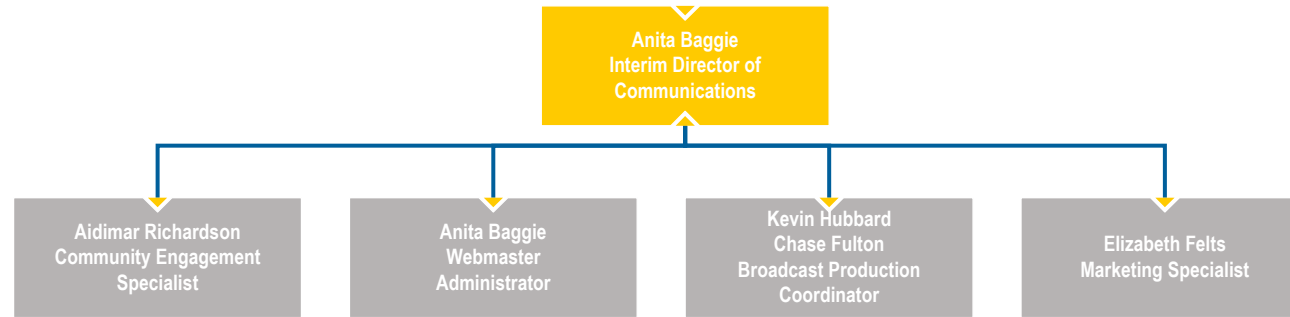 Anita Baggie
Interim Director of
Communications
Aidimar Richardson
Community Engagement
Specialist
Anita Baggie
Webmaster
Administrator
Kevin Hubbard
Chase Fulton
Broadcast Production
Coordinator
Elizabeth Felts
Marketing Specialist